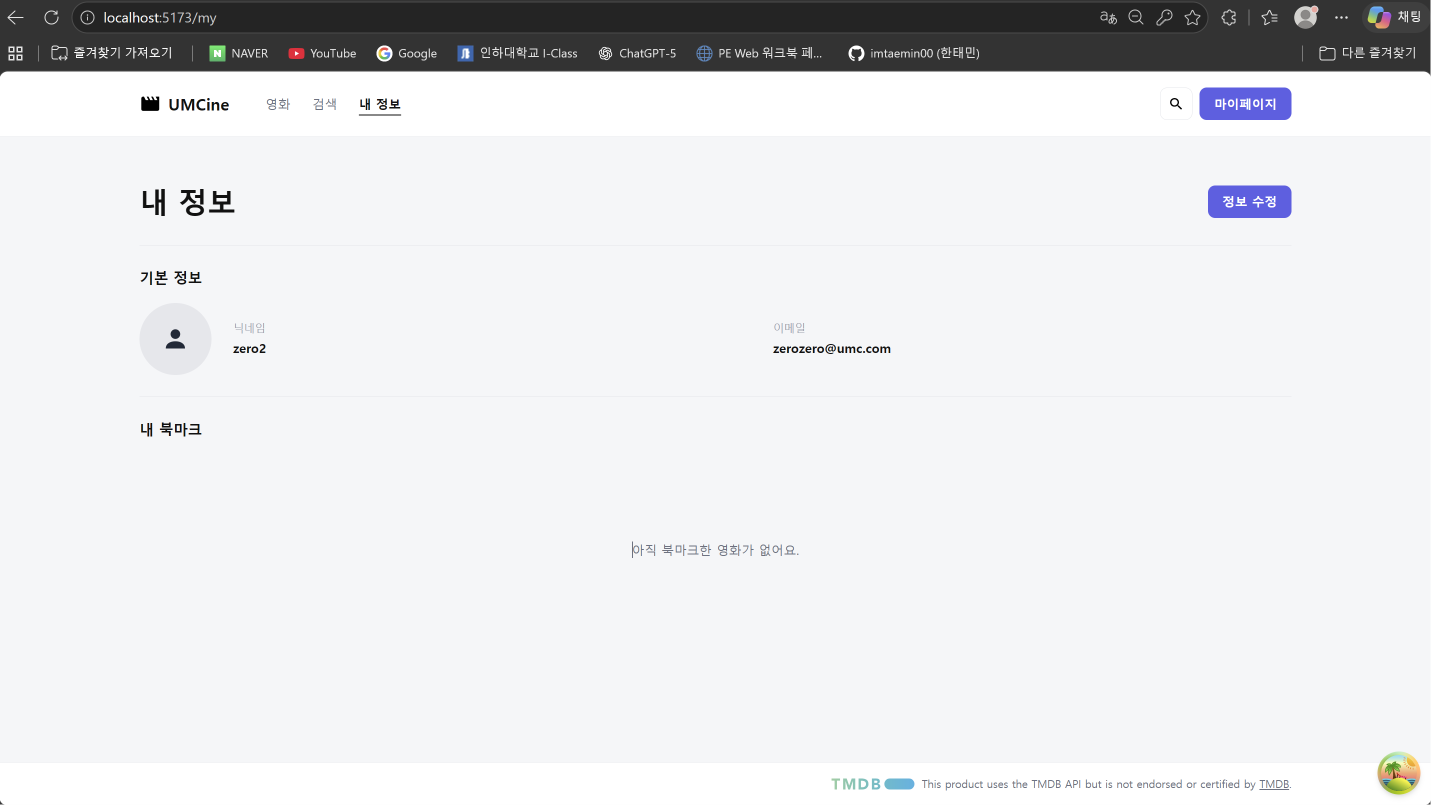 localhost:5173/my
채팅
즐겨찾기 가져오기
NAVER
YouTube
Google
인하대학교 I-Class
ChatGPT-5
PE Web 워크북 페...
imtaemin00 (한태민)
다른 즐겨찾기
UMCine
영화
검색
내 정보
마이페이지
내 정보
정보 수정
기본 정보
닉네임
zero2
이메일
zerozero@umc.com
내 북마크
아직 북마크한 영화가 없어요.
TMDB This product uses the TMDB API but is not endorsed or certified by TMDB.